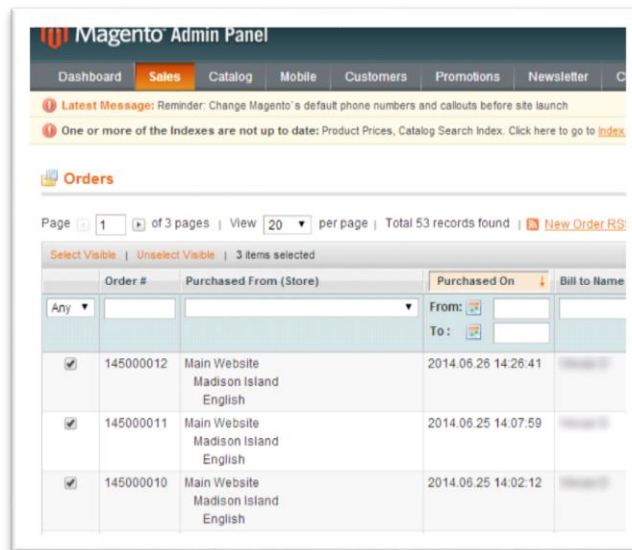 Magento® Admin Panel
Dashboard Sales Catalog Mobile Customers Promotions Newsletter C
Latest Message: Reminder: Change Magento`s default phone numbers and callouts before site launch
One or more of the Indexes are not up to date: Product Prices, Catalog Search Index. Click here to go to Index
Orders
Page 1 of 3 pages | View 20 per page | Total 53 records found | New Order RS
Select Visible | Unselect Visible | 3 items selected
Order # Purchased From (Store) Purchased On Bill to Name
Any From:
To :
145000012 Main Website 2014.06.26 14:26:41
Madison Island
English
145000011 Main Website 2014.06.25 14:07:59
Madison Island
English
145000010 Main Website 2014.06.25 14:02:12
Madison Island
English